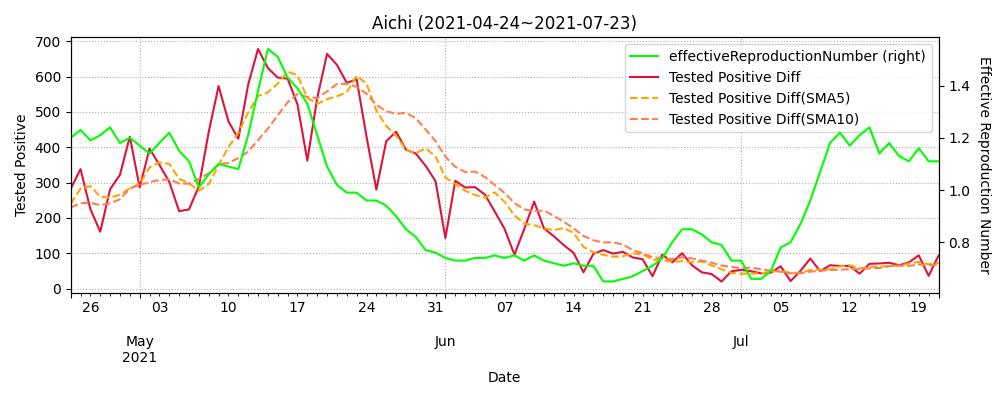 Aichi (2021-04-24~2021-07-23)
effectiveReproductionNumber (right)
Tested Positive Diff
Tested Positive Diff(SMA5)
Tested Positive Diff(SMA10)
Tested Positive
700
600
500
400
300
200
100
0
1.4
1.2
1.0
0.8
Effective Reproduction Number
26 03 10 17 24 31 07 14 21 28 05 12 19
May Jun Jul
2021
Date